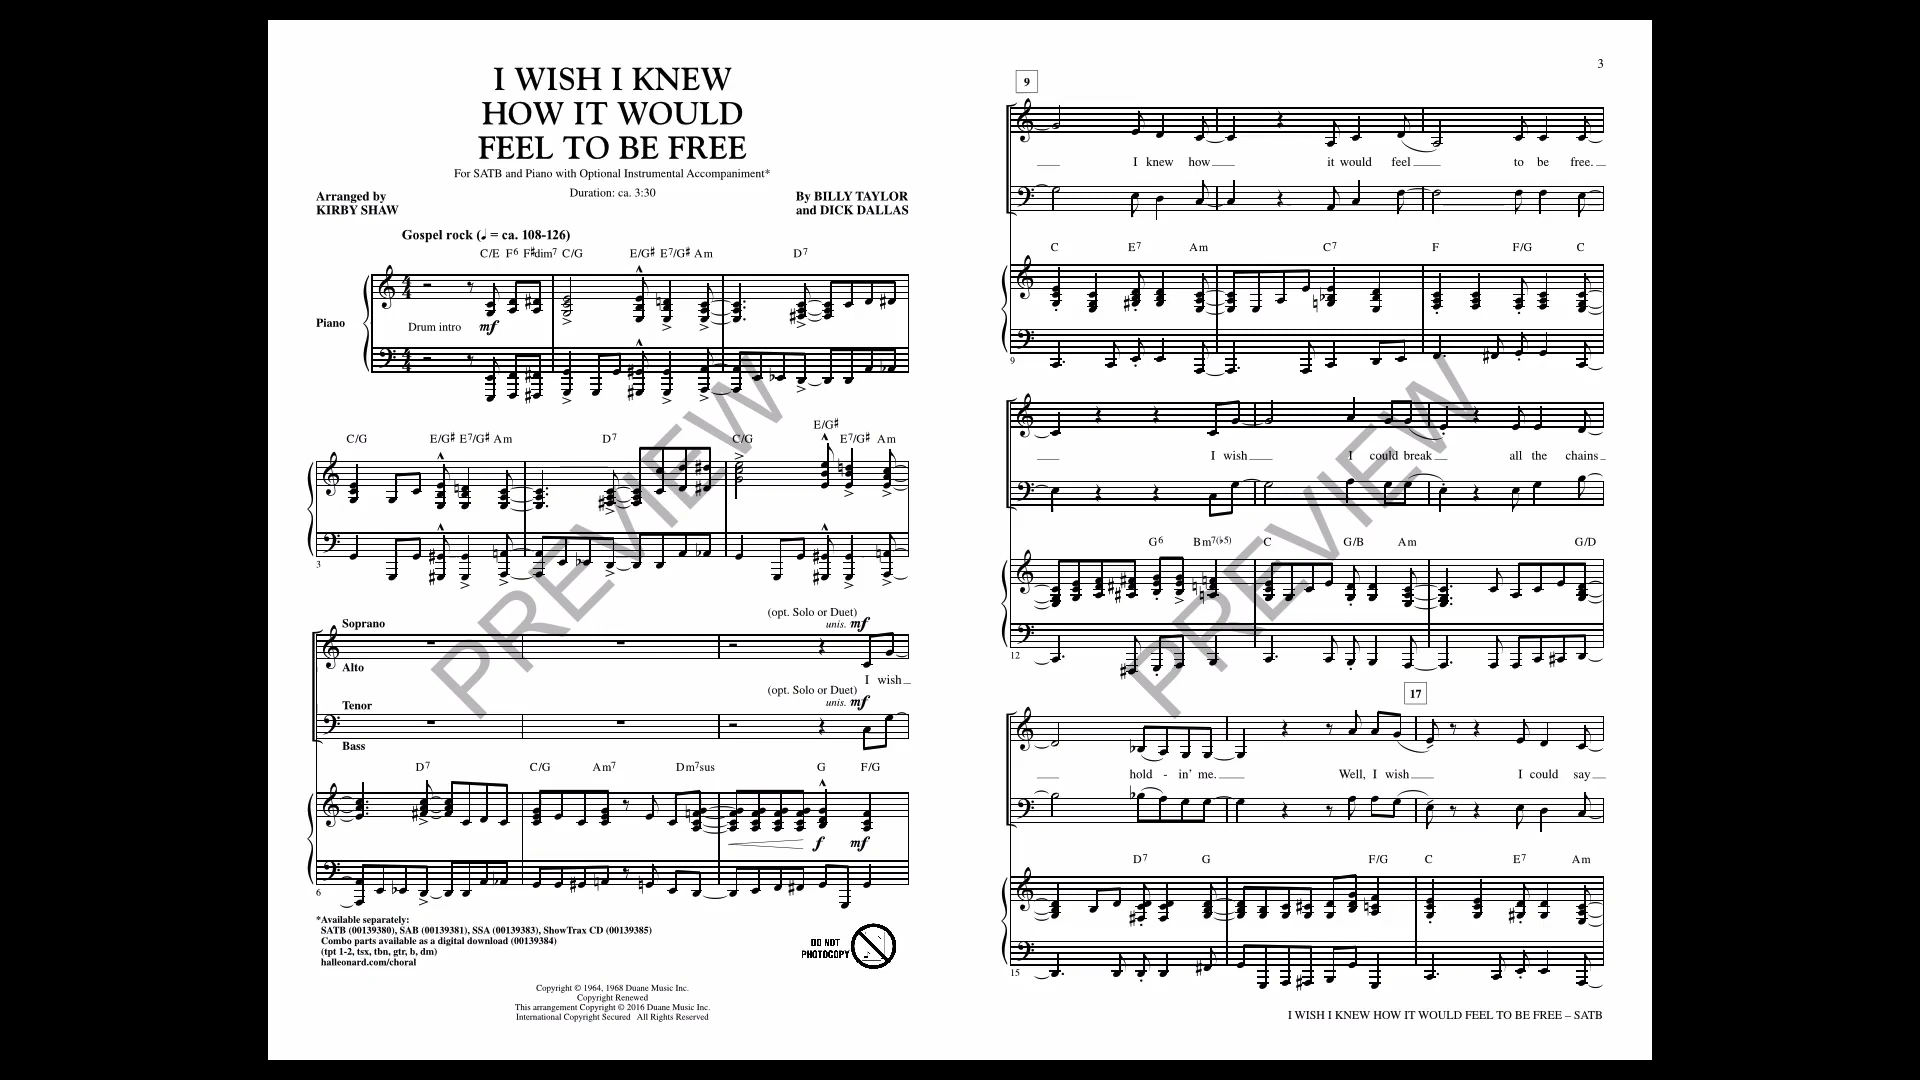 I WISH I KNEW
HOW IT WOULD
FEEL TO BE FREE
For SATB and Piano with Optional Instrumental Accompaniment*
Duration: ca. 3:30
Arranged by
KIRBY SHAW
By BILLY TAYLOR
and DICK DALLAS
Gospel rock (♩ = ca. 108-126)
C/E F6 F#dim7 C/G E/G# E7/G# Am D7
Piano
Drum intro mf
C/G E/G# E7/G# Am D7 C/G E/G# E7/G# Am
3
(opt. Solo or Duet)
Soprano
unis. mf
Alto
I wish
(opt. Solo or Duet)
Tenor
unis. mf
Bass
D7 C/G Am7 Dm7sus G F/G
f mf
6
*Available separately:
SATB (00139380), SAB (00139381), SSA (00139383), ShowTrax CD (00139385)
Combo parts available as a digital download (00139384)
(tpt 1-2, tsx, tbn, gtr, b, dm)
halleonard.com/choral
DO NOT
PHOTOCOPY
Copyright © 1964, 1968 Duane Music Inc.
Copyright Renewed
This arrangement Copyright © 2016 Duane Music Inc.
International Copyright Secured All Rights Reserved
PREVIEW
3
9
I knew how it would feel to be free.
C E7 Am C7 F F/G C
9
I wish I could break all the chains
G6 Bm7(b5) C G/B Am G/D
12
17
hold - in' me. Well, I wish I could say
D7 G F/G C E7 Am
15
I WISH I KNEW HOW IT WOULD FEEL TO BE FREE – SATB
PREVIEW